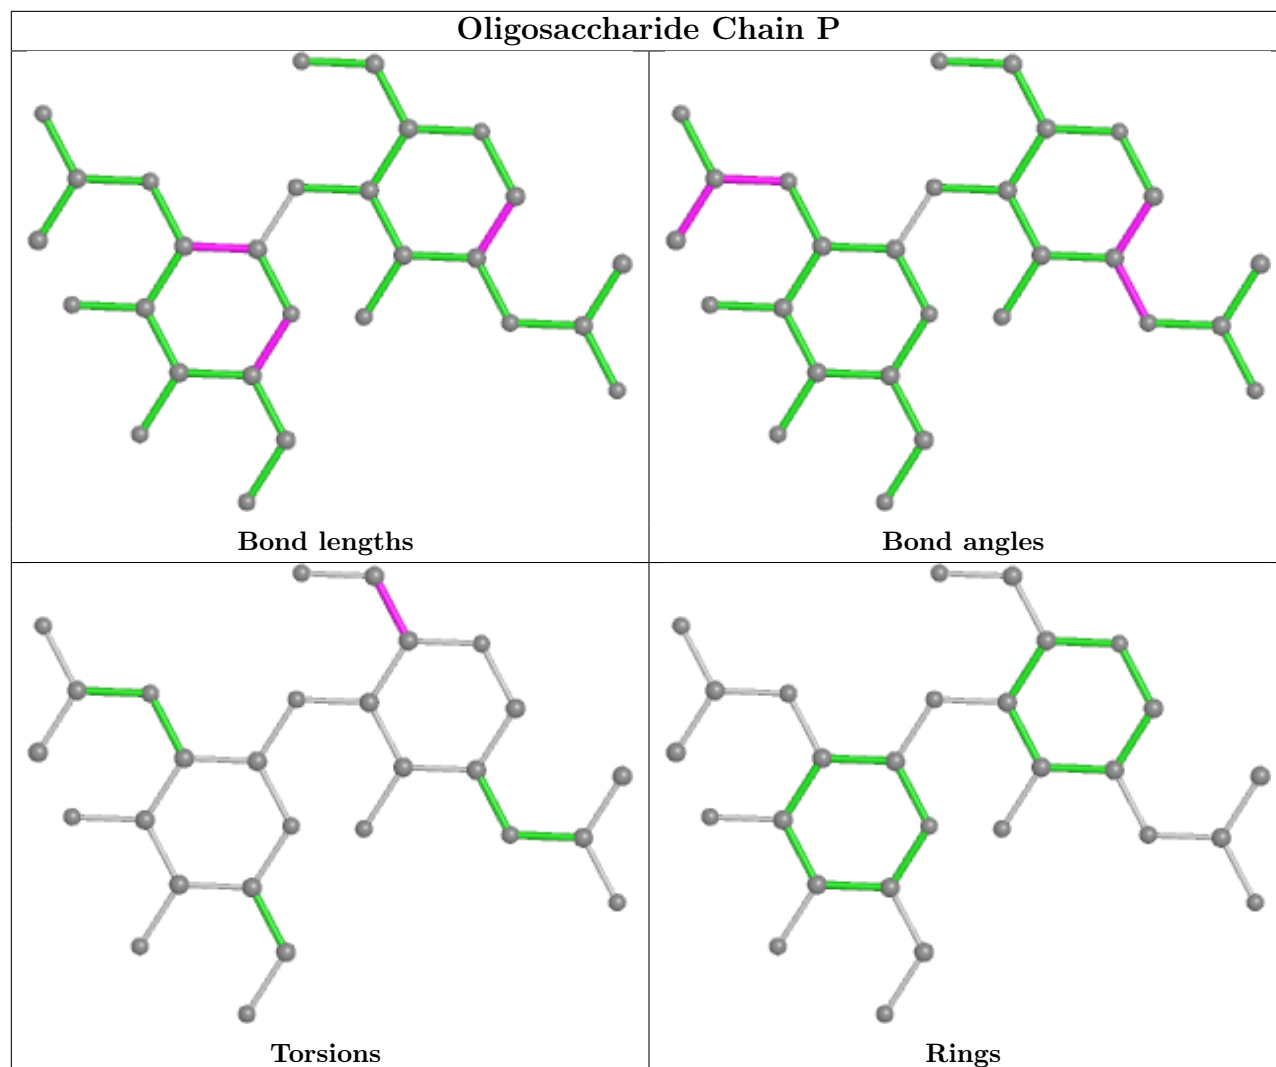 Oligosaccharide Chain P
Bond lengths
Bond angles
Torsions
Rings